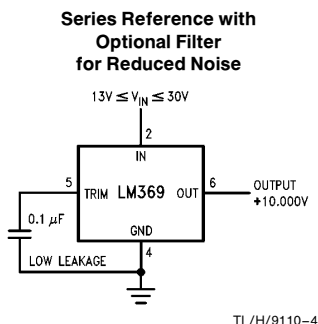 Series Reference with
Optional Filter
for Reduced Noise
13V ≤ V_IN ≤ 30V
2
IN
5
TRIM LM369 OUT
6
OUTPUT
+10.000V
0.1 μF
GND
4
LOW LEAKAGE
TL/H/9110–4